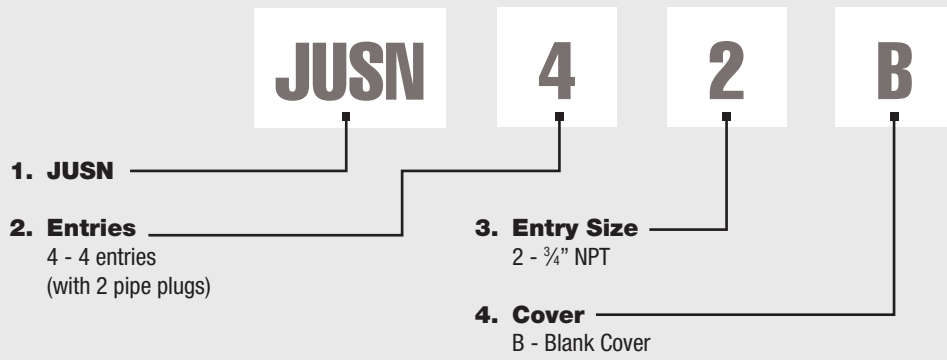 JUSN 4 2 B
1. JUSN
2. Entries
4 - 4 entries
(with 2 pipe plugs)
3. Entry Size
2 - ¾” NPT
4. Cover
B - Blank Cover